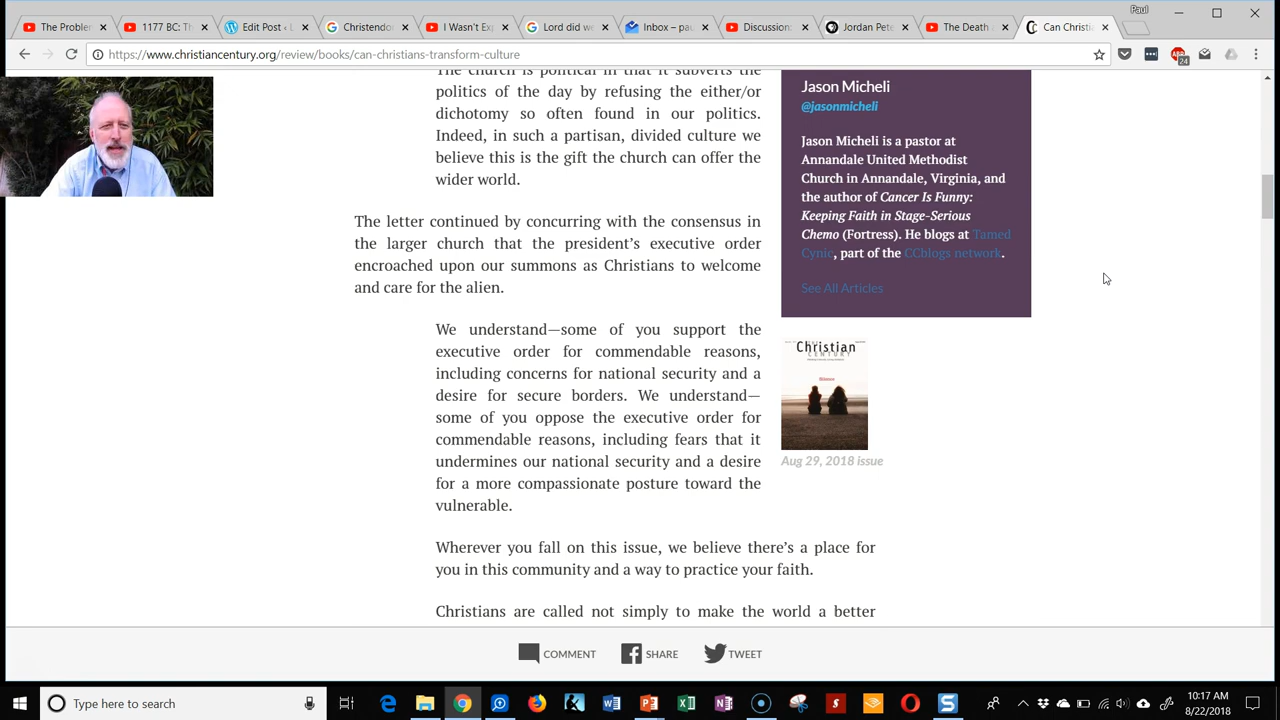 Paul
The Problem
1177 BC: T
Edit Post ‹ L
Christendo
I Wasn't Exp
Lord did we
Inbox – pau
Discussion:
Jordan Pete
The Death
Can Christi
https://www.christiancentury.org/review/books/can-christians-transform-culture
24
The church is political in that it subverts the
politics of the day by refusing the either/or
dichotomy so often found in our politics.
Indeed, in such a partisan, divided culture we
believe this is the gift the church can offer the
wider world.
The letter continued by concurring with the consensus in
the larger church that the president's executive order
encroached upon our summons as Christians to welcome
and care for the alien.
We understand—some of you support the
executive order for commendable reasons,
including concerns for national security and a
desire for secure borders. We understand—
some of you oppose the executive order for
commendable reasons, including fears that it
undermines our national security and a desire
for a more compassionate posture toward the
vulnerable.
Wherever you fall on this issue, we believe there's a place for
you in this community and a way to practice your faith.
Christians are called not simply to make the world a better
Jason Micheli
@jasonmicheli
Jason Micheli is a pastor at
Annandale United Methodist
Church in Annandale, Virginia, and
the author of Cancer Is Funny:
Keeping Faith in Stage-Serious
Chemo (Fortress). He blogs at Tamed
Cynic, part of the CCblogs network.
See All Articles
Christian
CENTURY
Aug 29, 2018 issue
COMMENT
SHARE
TWEET
Type here to search
10:17 AM
8/22/2018